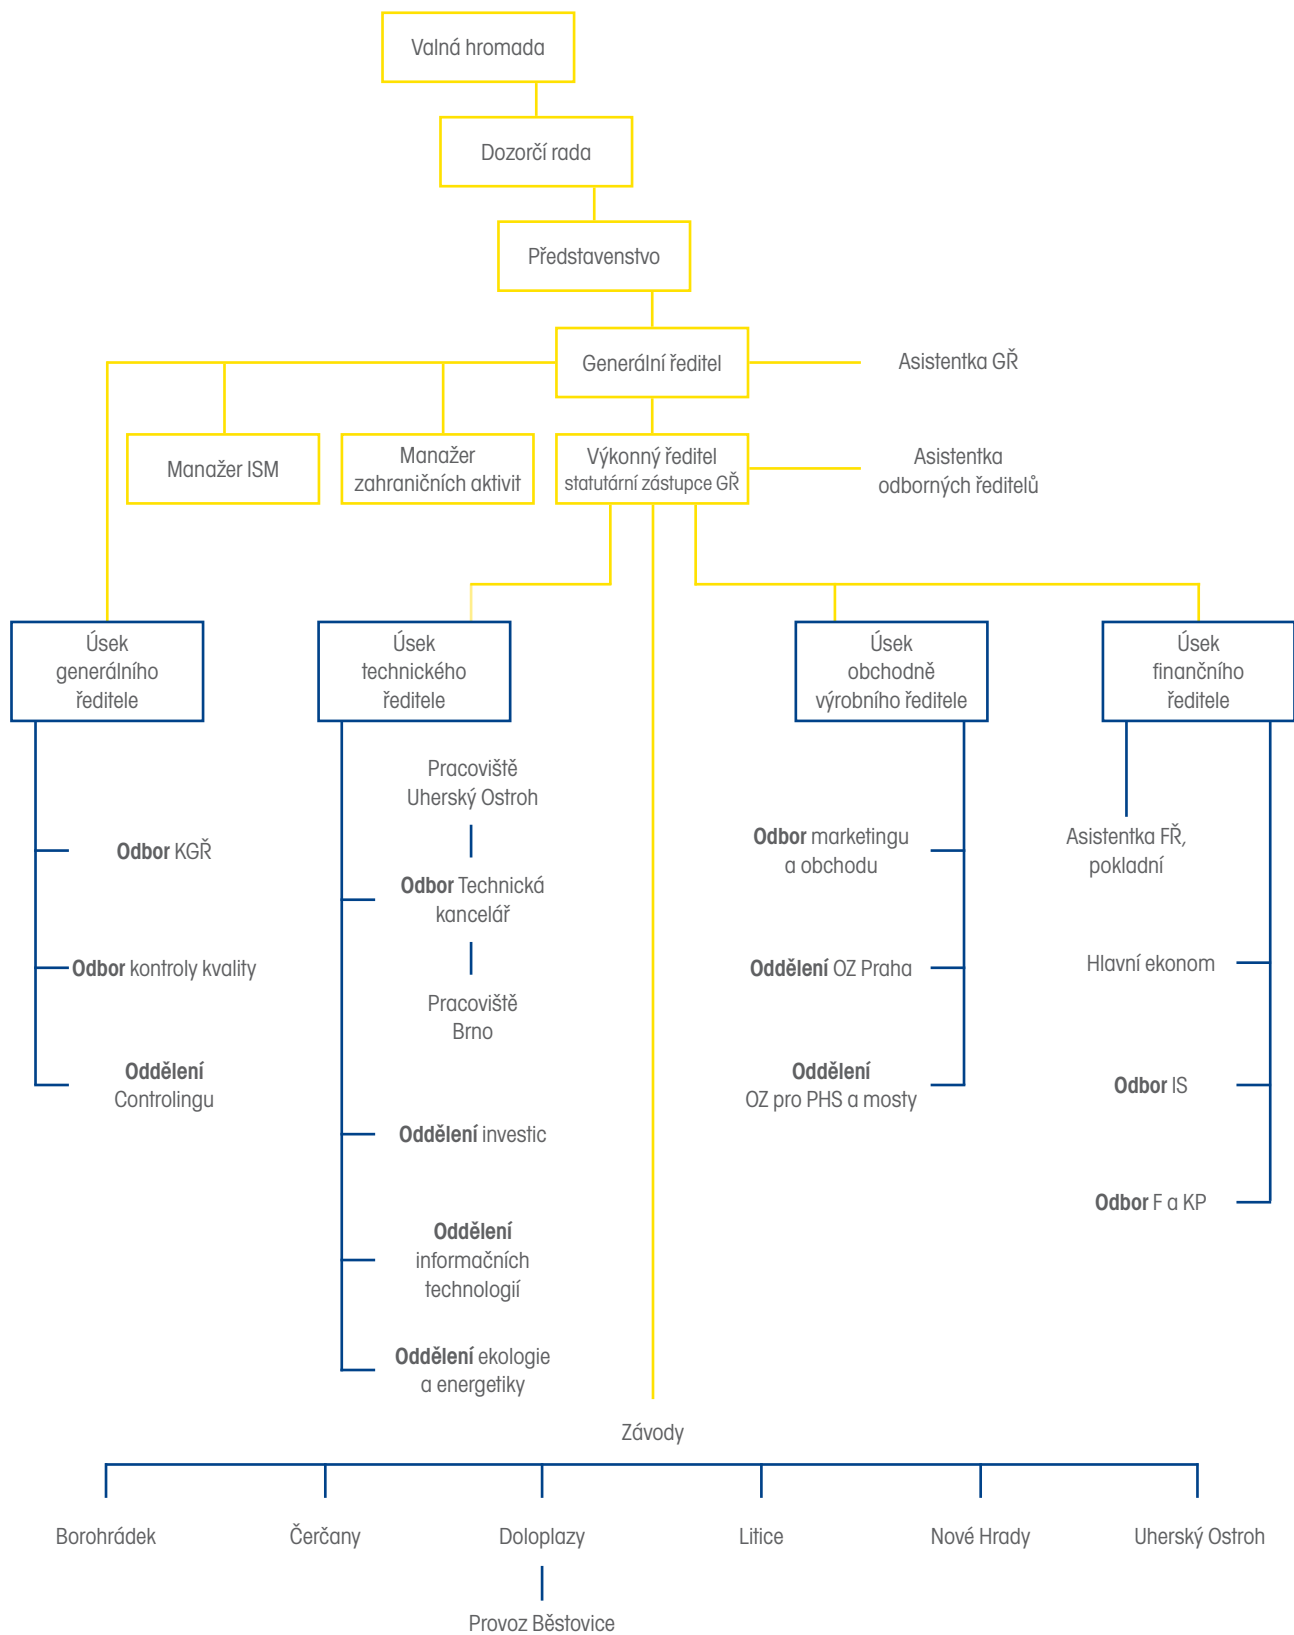 Valná hromada
Dozorčí rada
Představenstvo
Generální ředitel
Asistentka GŘ
Manažer ISM
Manažer
zahraničních aktivit
Výkonný ředitel
statutární zástupce GŘ
Asistentka
odborných ředitelů
Úsek
generálního
ředitele
Úsek
technického
ředitele
Úsek
obchodně
výrobního ředitele
Úsek
finančního
ředitele
Odbor KGŘ
Odbor kontroly kvality
Oddělení
Controlingu
Pracoviště
Uherský Ostroh
Odbor Technická
kancelář
Pracoviště
Brno
Oddělení investic
Oddělení
informačních
technologií
Oddělení ekologie
a energetiky
Odbor marketingu
a obchodu
Oddělení OZ Praha
Oddělení
OZ pro PHS a mosty
Asistentka FŘ,
pokladní
Hlavní ekonom
Odbor IS
Odbor F a KP
Závody
Borohrádek
Čerčany
Doloplazy
Litice
Nové Hrady
Uherský Ostroh
Provoz Běstovice